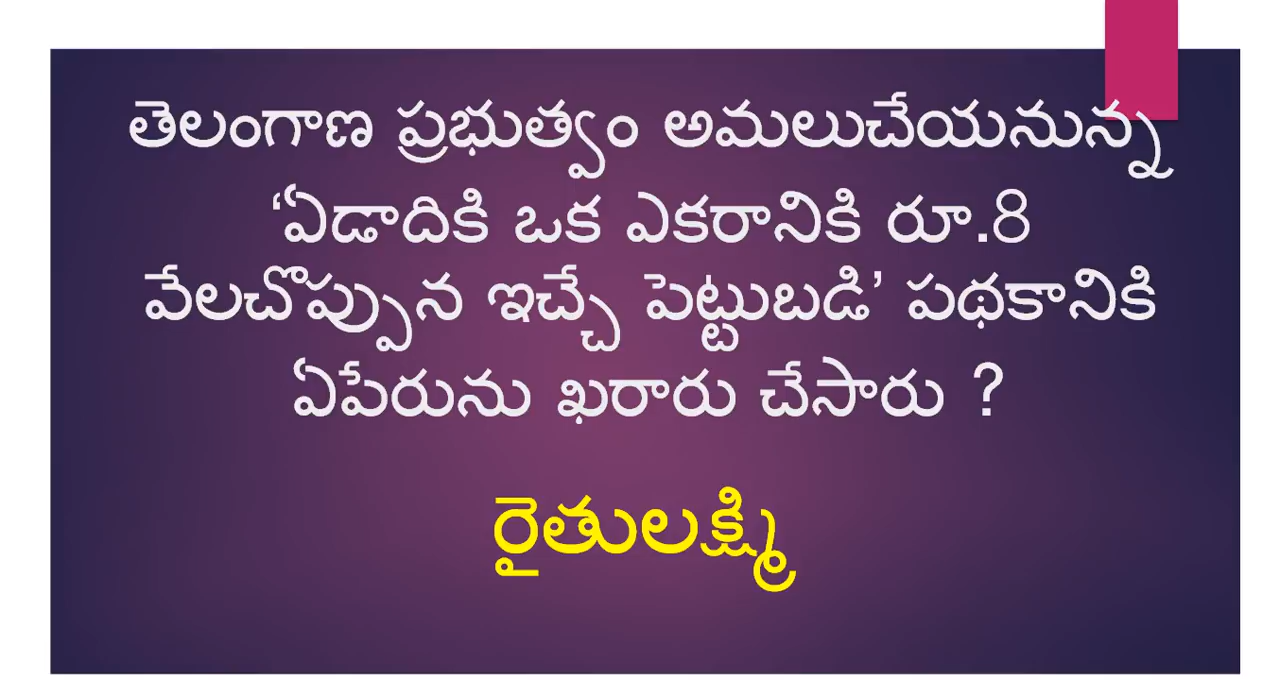 తెలంగాణ ప్రభుత్వం అమలుచేయనున్న
‘ఏడాదికి ఒక ఎకరానికి రూ.8
వేలచొప్పున ఇచ్చే పెట్టుబడి’ పథకానికి
ఏపేరును ఖరారు చేసారు ?
రైతులక్ష్మి